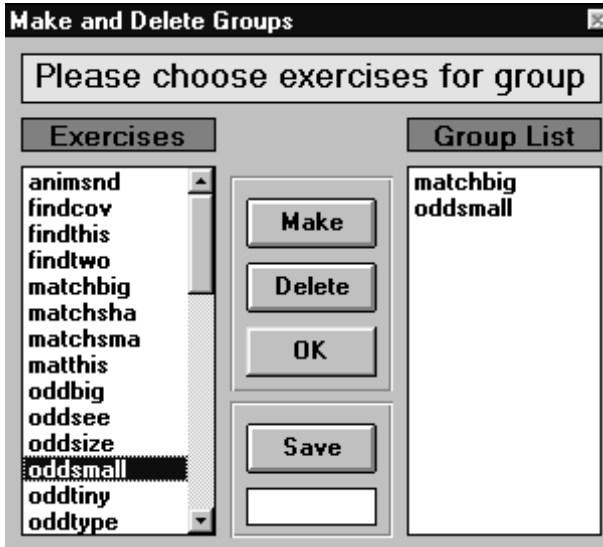 Make and Delete Groups
Please choose exercises for group
Exercises
animsnd
findcov
findthis
findtwo
matchbig
matchsha
matchsma
matthis
oddbig
oddsee
oddsize
oddsmall
oddtiny
oddtype
Make
Delete
OK
Save
Group List
matchbig
oddsmall